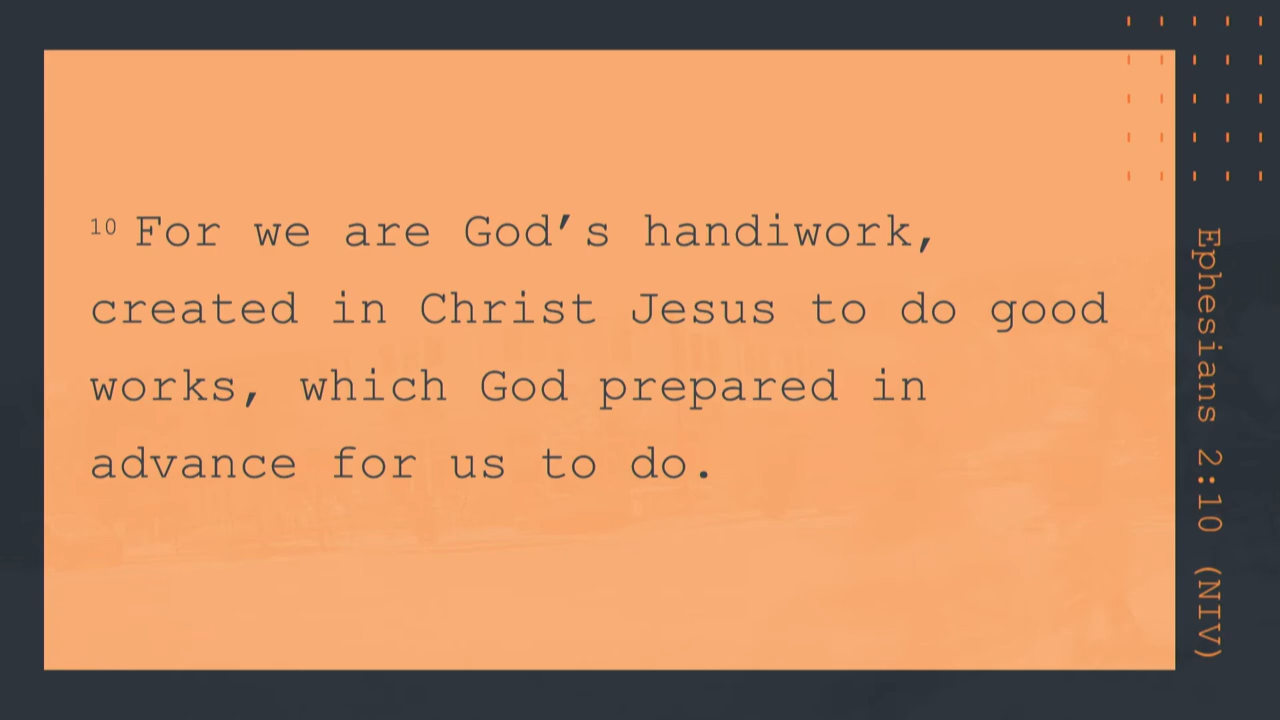 10 For we are God’s handiwork,
created in Christ Jesus to do good
works, which God prepared in
advance for us to do.
Ephesians 2:10 (NIV)